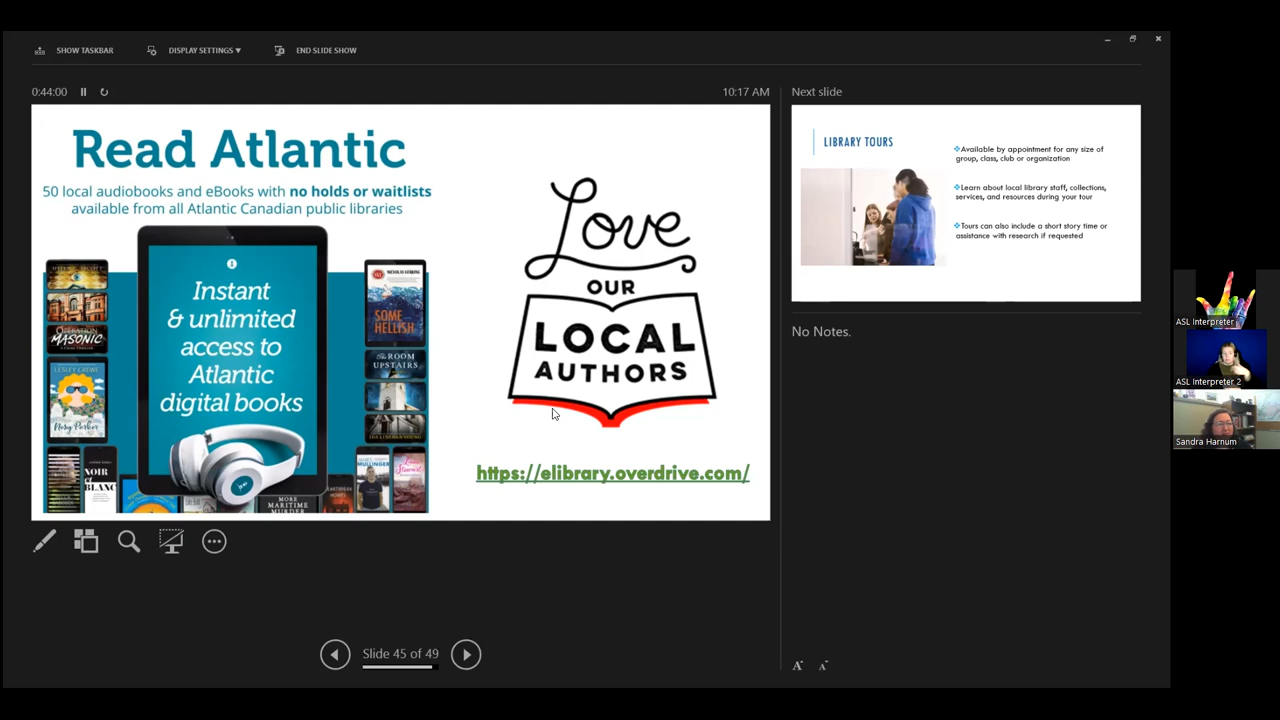 SHOW TASKBAR
DISPLAY SETTINGS ▾
END SLIDE SHOW
0:44:00
10:17 AM
Read Atlantic
50 local audiobooks and eBooks with no holds or waitlists
available from all Atlantic Canadian public libraries
Instant
& unlimited
access to
Atlantic
digital books
OPERATION
MASONIC
LESLEY CREWE
Nosy Parker
NOIR
BLANC
SOME
HELLISH
The ROOM
UPSTAIRS
MORE
MARITIME
MURDER
MULLINGER
Love
OUR
LOCAL
AUTHORS
https://elibrary.overdrive.com/
Slide 45 of 49
Next slide
LIBRARY TOURS
Available by appointment for any size of
group, class, club or organization
Learn about local library staff, collections,
services, and resources during your tour
Tours can also include a short story time or
assistance with research if requested
No Notes.
A A
ASL Interpreter
ASL Interpreter 2
Sandra Harnum